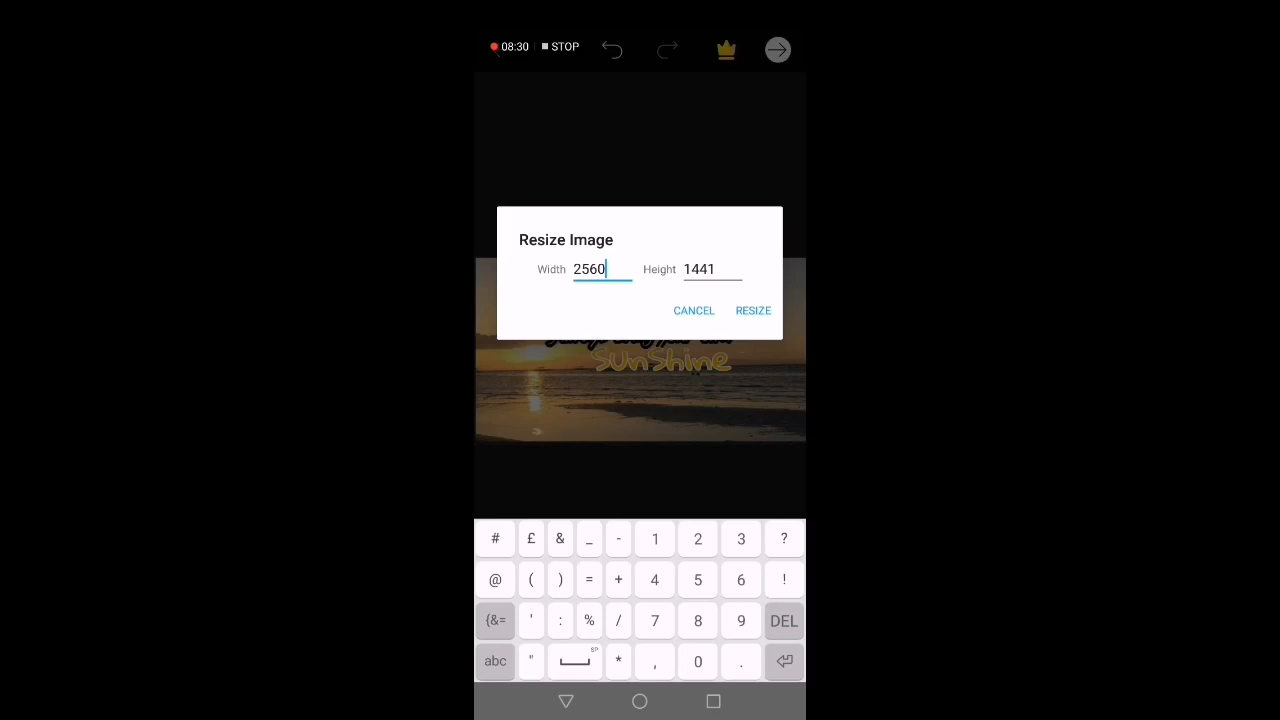 08:30 STOP
Resize Image
Width 2560 Height 1441
CANCEL RESIZE
SunShine
# £ & _ - 1 2 3 ?
@ ( ) = + 4 5 6 !
{&= ' : % / 7 8 9 DEL
abc " SP * , 0 .